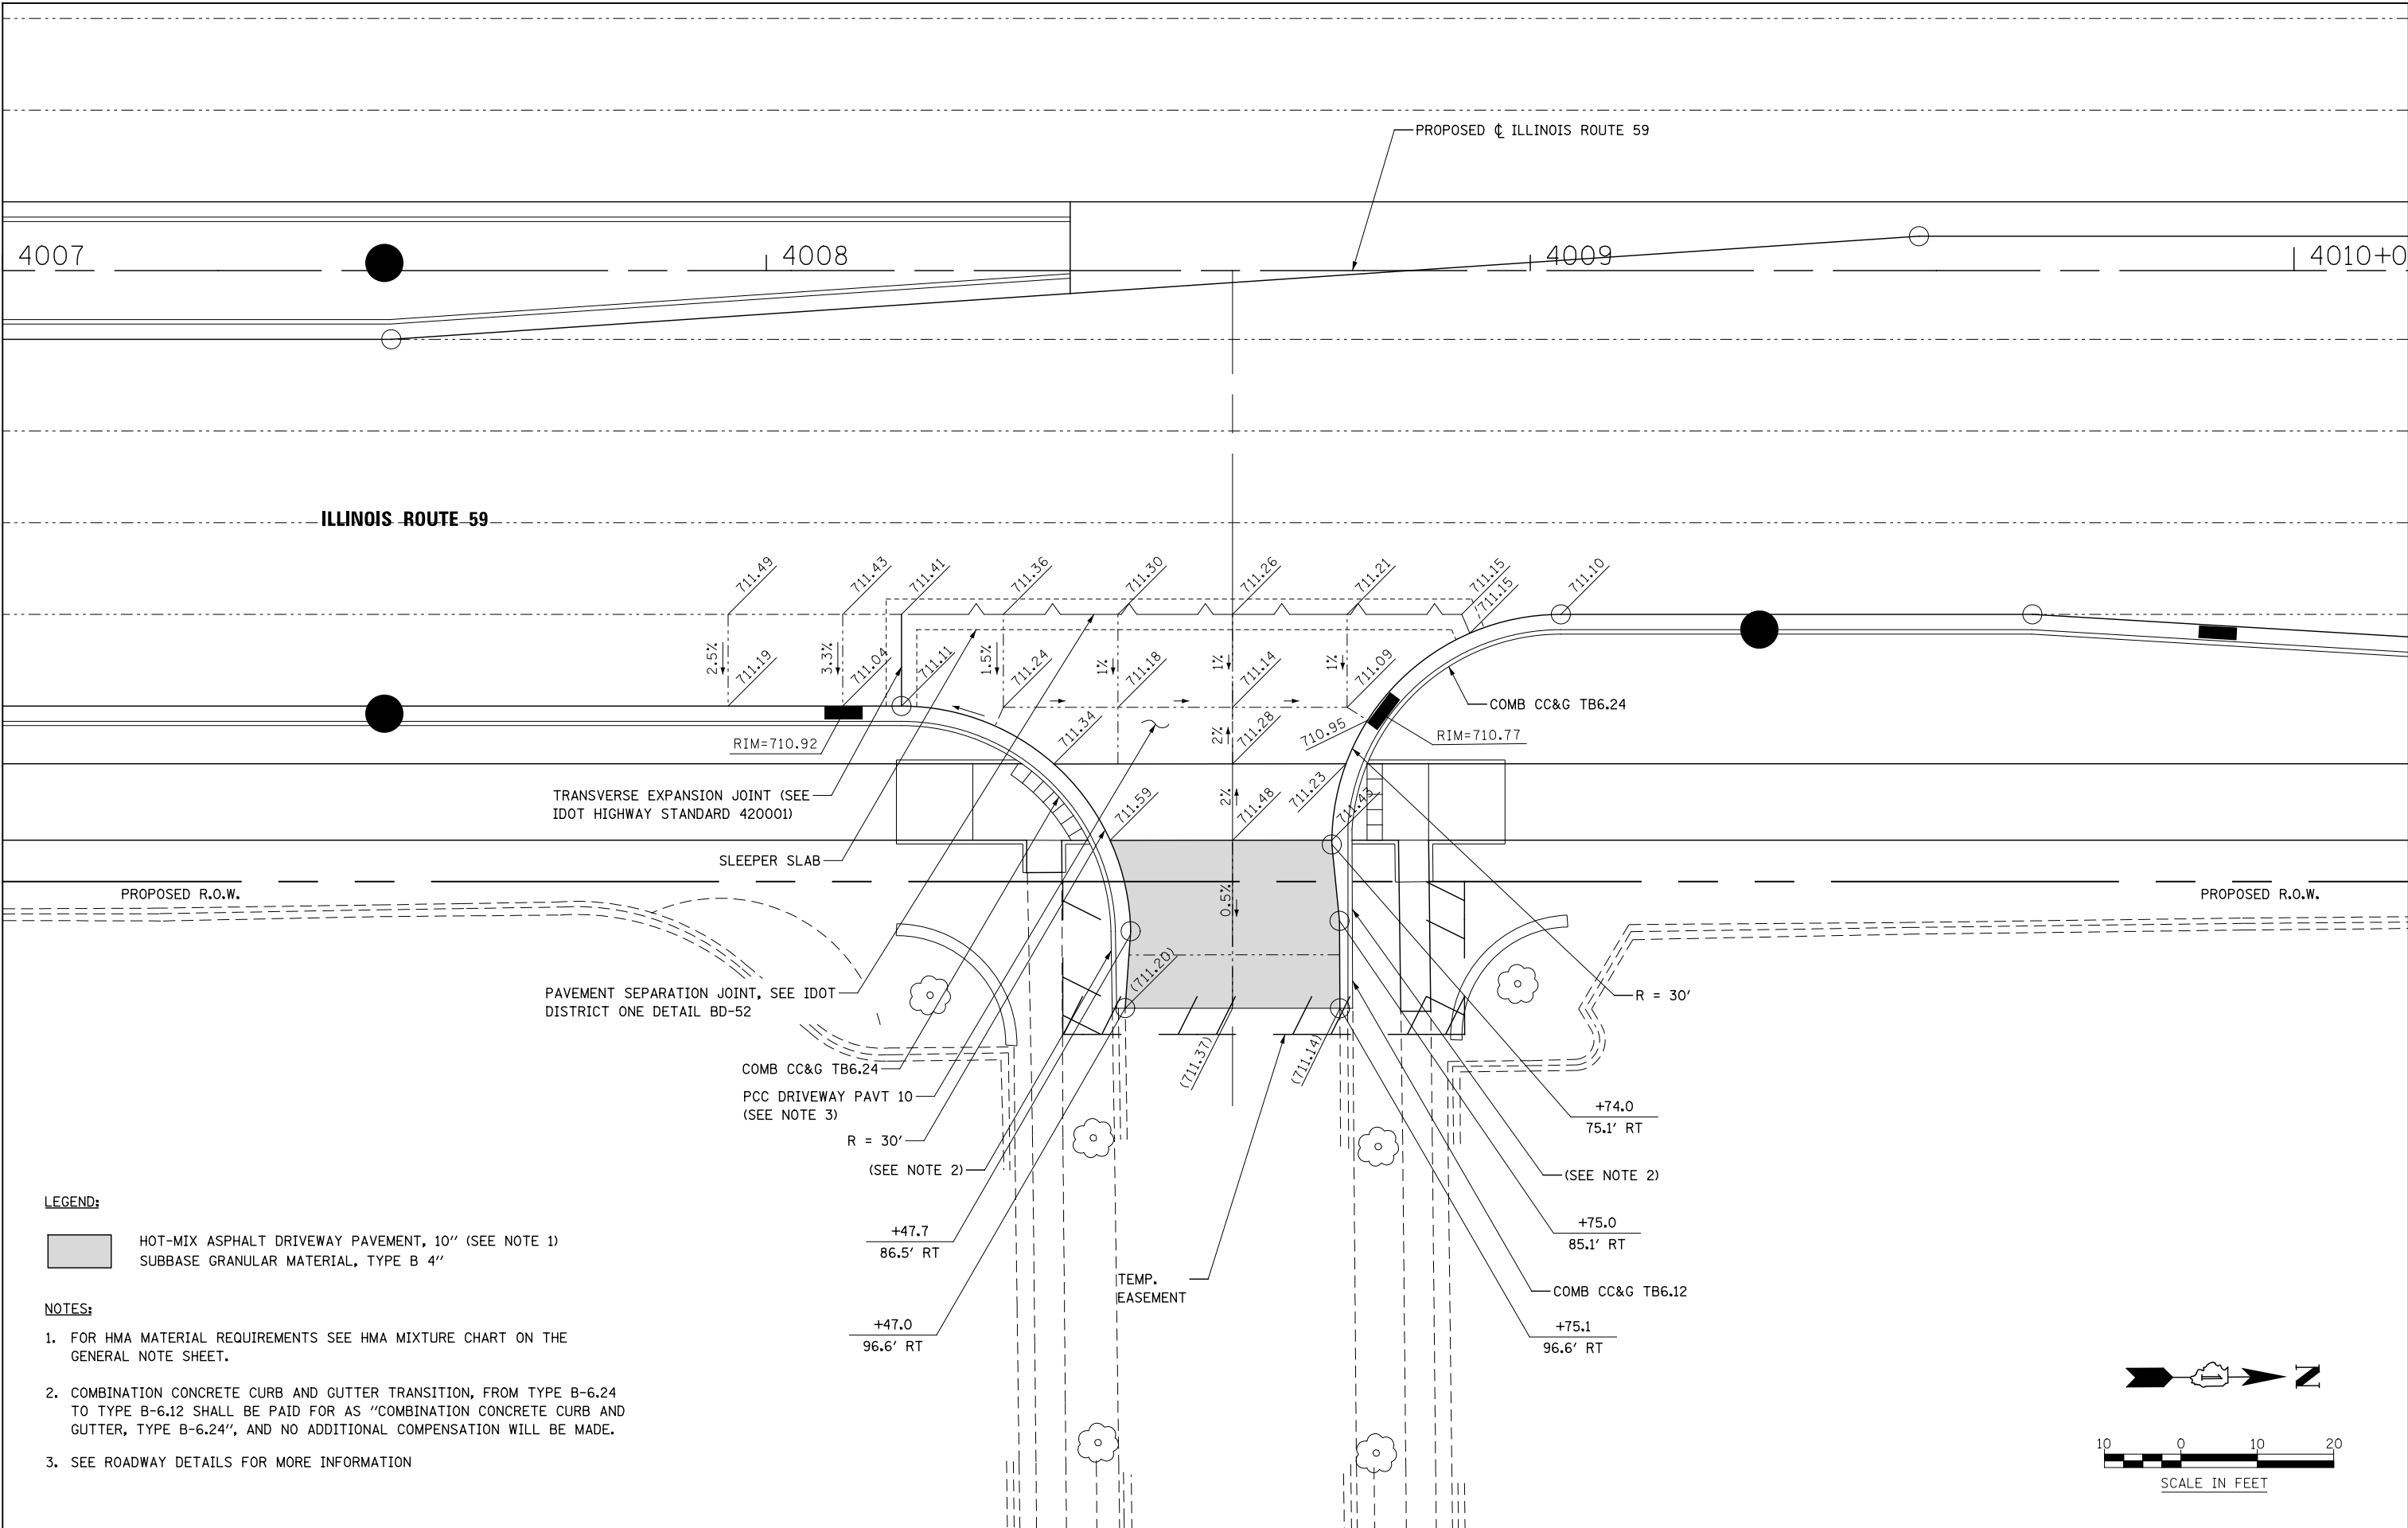 PROPOSED ℄ ILLINOIS ROUTE 59
4007
4008
4009
4010+0
ILLINOIS ROUTE 59
711.49
711.43
711.41
711.36
711.30
711.26
711.21
711.15
711.15
711.10
2.5%
3.3%
1.5%
1%
1%
1%
711.19
711.04
711.11
711.24
711.18
711.14
711.09
COMB CC&G TB6.24
RIM=710.92
711.34
2%
711.28
710.95
RIM=710.77
TRANSVERSE EXPANSION JOINT (SEE
IDOT HIGHWAY STANDARD 420001)
711.59
2%
711.48
711.23
711.43
SLEEPER SLAB
PROPOSED R.O.W.
0.5%
PROPOSED R.O.W.
(711.20)
PAVEMENT SEPARATION JOINT, SEE IDOT
DISTRICT ONE DETAIL BD-52
R = 30'
(711.37)
(711.14)
COMB CC&G TB6.24
PCC DRIVEWAY PAVT 10
(SEE NOTE 3)
+74.0
75.1' RT
R = 30'
(SEE NOTE 2)
(SEE NOTE 2)
LEGEND:
+47.7
86.5' RT
+75.0
85.1' RT
HOT-MIX ASPHALT DRIVEWAY PAVEMENT, 10" (SEE NOTE 1)
SUBBASE GRANULAR MATERIAL, TYPE B 4"
TEMP.
EASEMENT
COMB CC&G TB6.12
NOTES:
+47.0
96.6' RT
+75.1
96.6' RT
1. FOR HMA MATERIAL REQUIREMENTS SEE HMA MIXTURE CHART ON THE
GENERAL NOTE SHEET.
2. COMBINATION CONCRETE CURB AND GUTTER TRANSITION, FROM TYPE B-6.24
TO TYPE B-6.12 SHALL BE PAID FOR AS "COMBINATION CONCRETE CURB AND
GUTTER, TYPE B-6.24", AND NO ADDITIONAL COMPENSATION WILL BE MADE.
3. SEE ROADWAY DETAILS FOR MORE INFORMATION
N
10 0 10 20
SCALE IN FEET